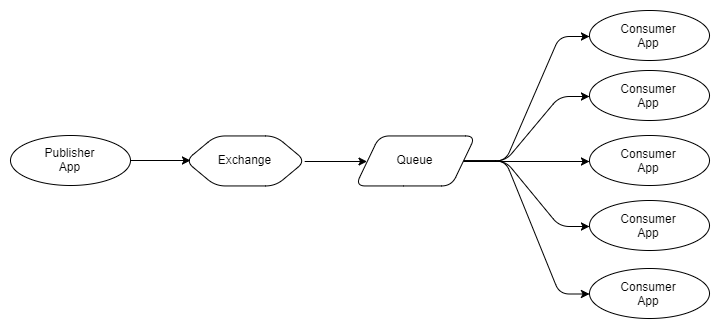 Consumer
App
Consumer
App
Publisher
App
Exchange
Queue
Consumer
App
Consumer
App
Consumer
App